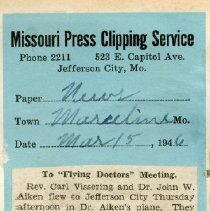 Missouri Press Clipping Service
Phone 2211 523 E. Capitol Ave.
Jefferson City, Mo.
Paper News
Town Marceline Mo
Date Mar 15, 1946
To "Flying Doctors" Meeting.
Rev. Carl Vissering and Dr. John W.
Aiken flew to Jefferson City Thursday
afternoon in Dr. Aiken's plane. They